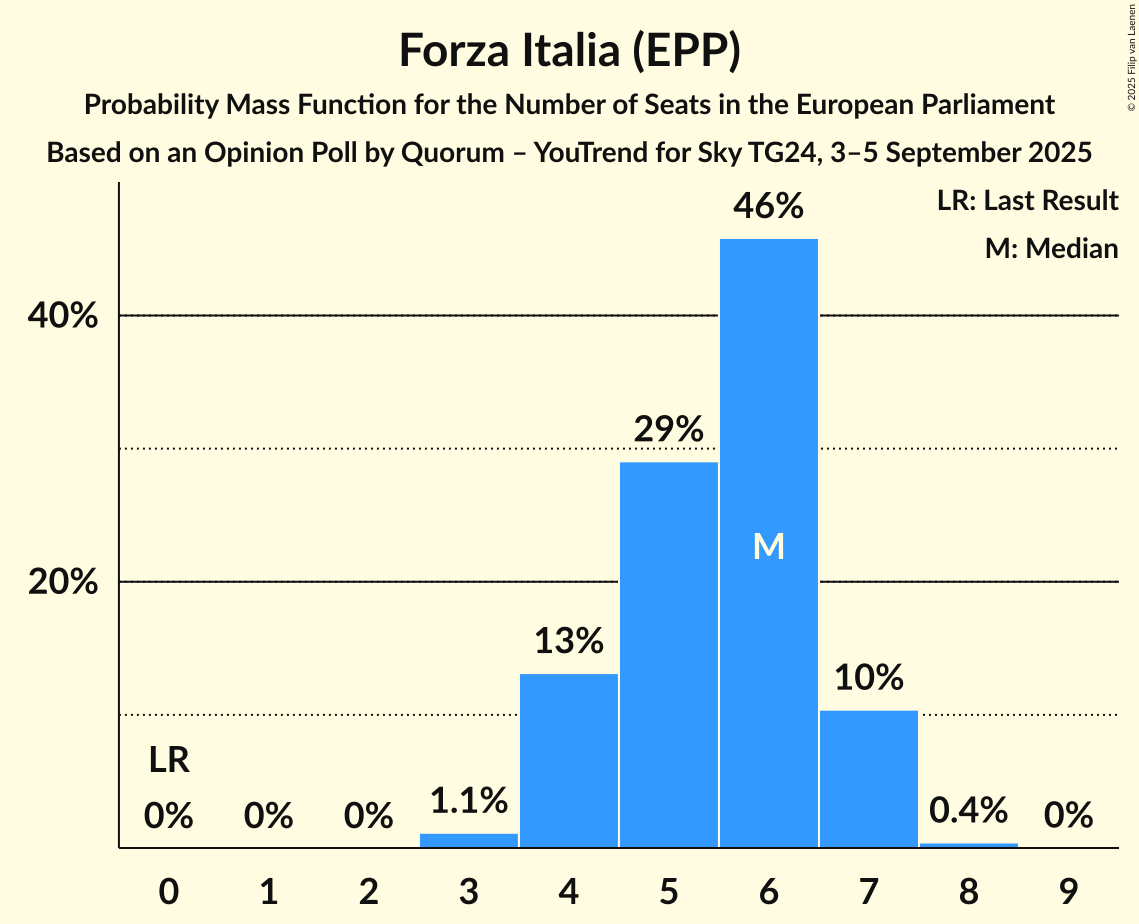 Forza Italia (EPP)
Probability Mass Function for the Number of Seats in the European Parliament
Based on an Opinion Poll by Quorum – YouTrend for Sky TG24, 3–5 September 2025
© 2025 Filip van Laenen
LR: Last Result
M: Median
46%
40%
29%
M
20%
13%
10%
LR
0%
0%
0%
1.1%
0.4%
0%
0 1 2 3 4 5 6 7 8 9